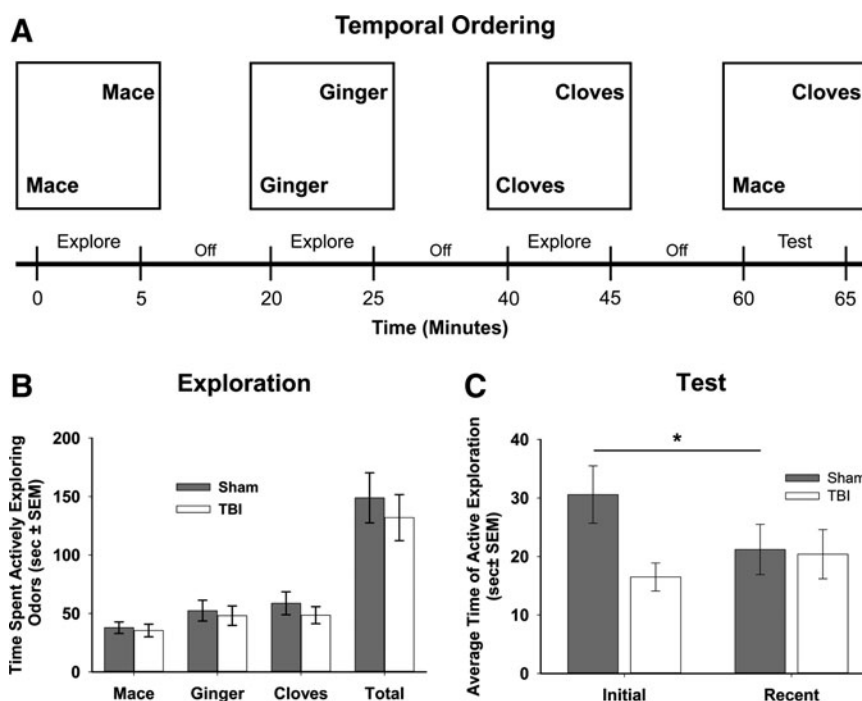 A
Temporal Ordering
Mace
Mace
Ginger
Ginger
Cloves
Cloves
Cloves
Mace
Explore
Off
Explore
Off
Explore
Off
Test
0 5 20 25 40 45 60 65
Time (Minutes)
B
Exploration
Time Spent Actively Exploring
Odors (sec ± SEM)
200
150
100
50
0
Sham
TBI
Mace Ginger Cloves Total
C
Test
Average Time of Active Exploration
(sec± SEM)
40
30
20
10
0
*
Sham
TBI
Initial Recent